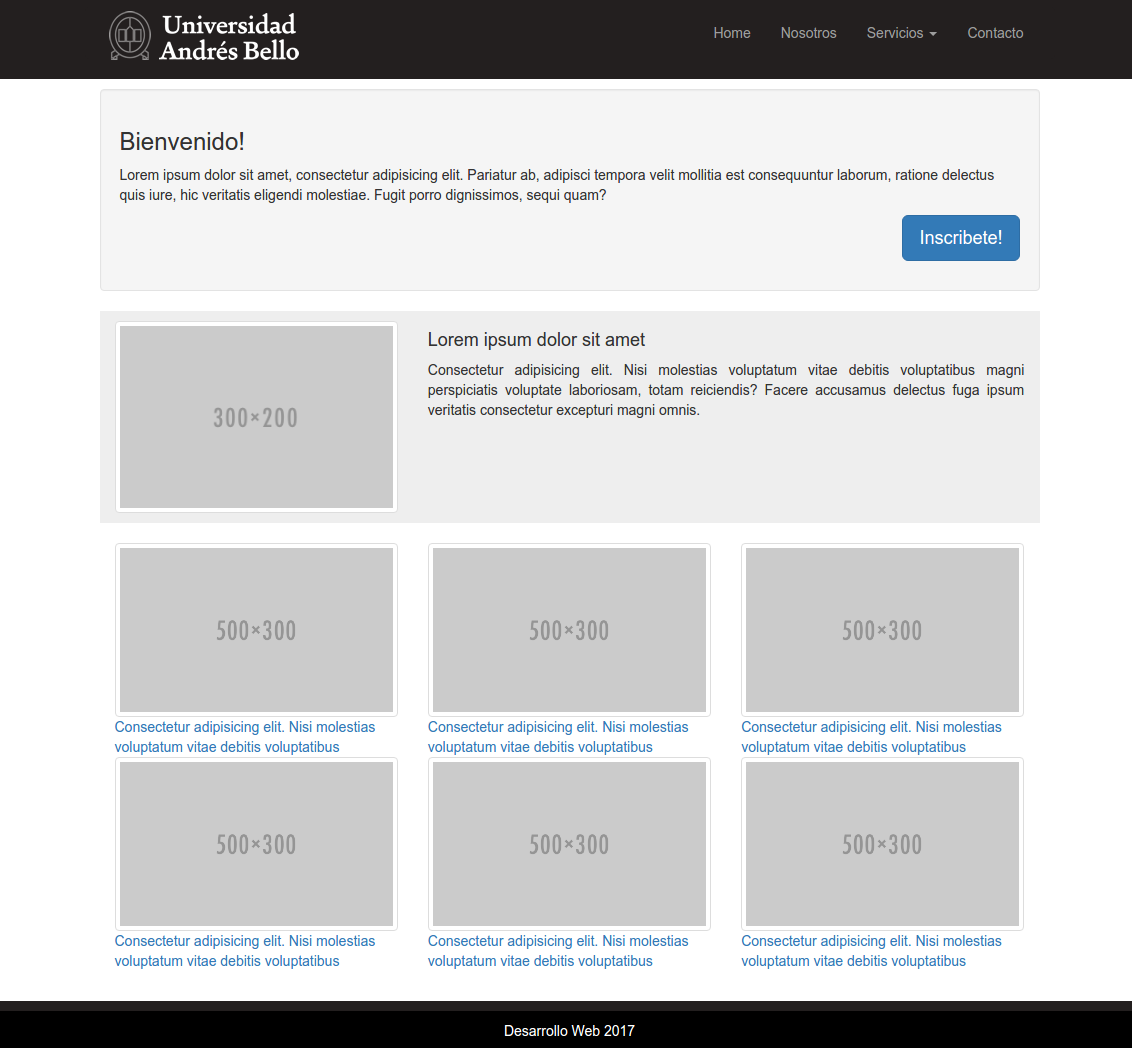 Universidad
Andrés Bello
Home Nosotros Servicios Contacto
Bienvenido!
Lorem ipsum dolor sit amet, consectetur adipisicing elit. Pariatur ab, adipisci tempora velit mollitia est consequuntur laborum, ratione delectus
quis iure, hic veritatis eligendi molestiae. Fugit porro dignissimos, sequi quam?
Inscribete!
300×200
Lorem ipsum dolor sit amet
Consectetur adipisicing elit. Nisi molestias voluptatum vitae debitis voluptatibus magni
perspiciatis voluptate laboriosam, totam reiciendis? Facere accusamus delectus fuga ipsum
veritatis consectetur excepturi magni omnis.
500×300 500×300 500×300
Consectetur adipisicing elit. Nisi molestias Consectetur adipisicing elit. Nisi molestias Consectetur adipisicing elit. Nisi molestias
voluptatum vitae debitis voluptatibus voluptatum vitae debitis voluptatibus voluptatum vitae debitis voluptatibus
500×300 500×300 500×300
Consectetur adipisicing elit. Nisi molestias Consectetur adipisicing elit. Nisi molestias Consectetur adipisicing elit. Nisi molestias
voluptatum vitae debitis voluptatibus voluptatum vitae debitis voluptatibus voluptatum vitae debitis voluptatibus
Desarrollo Web 2017